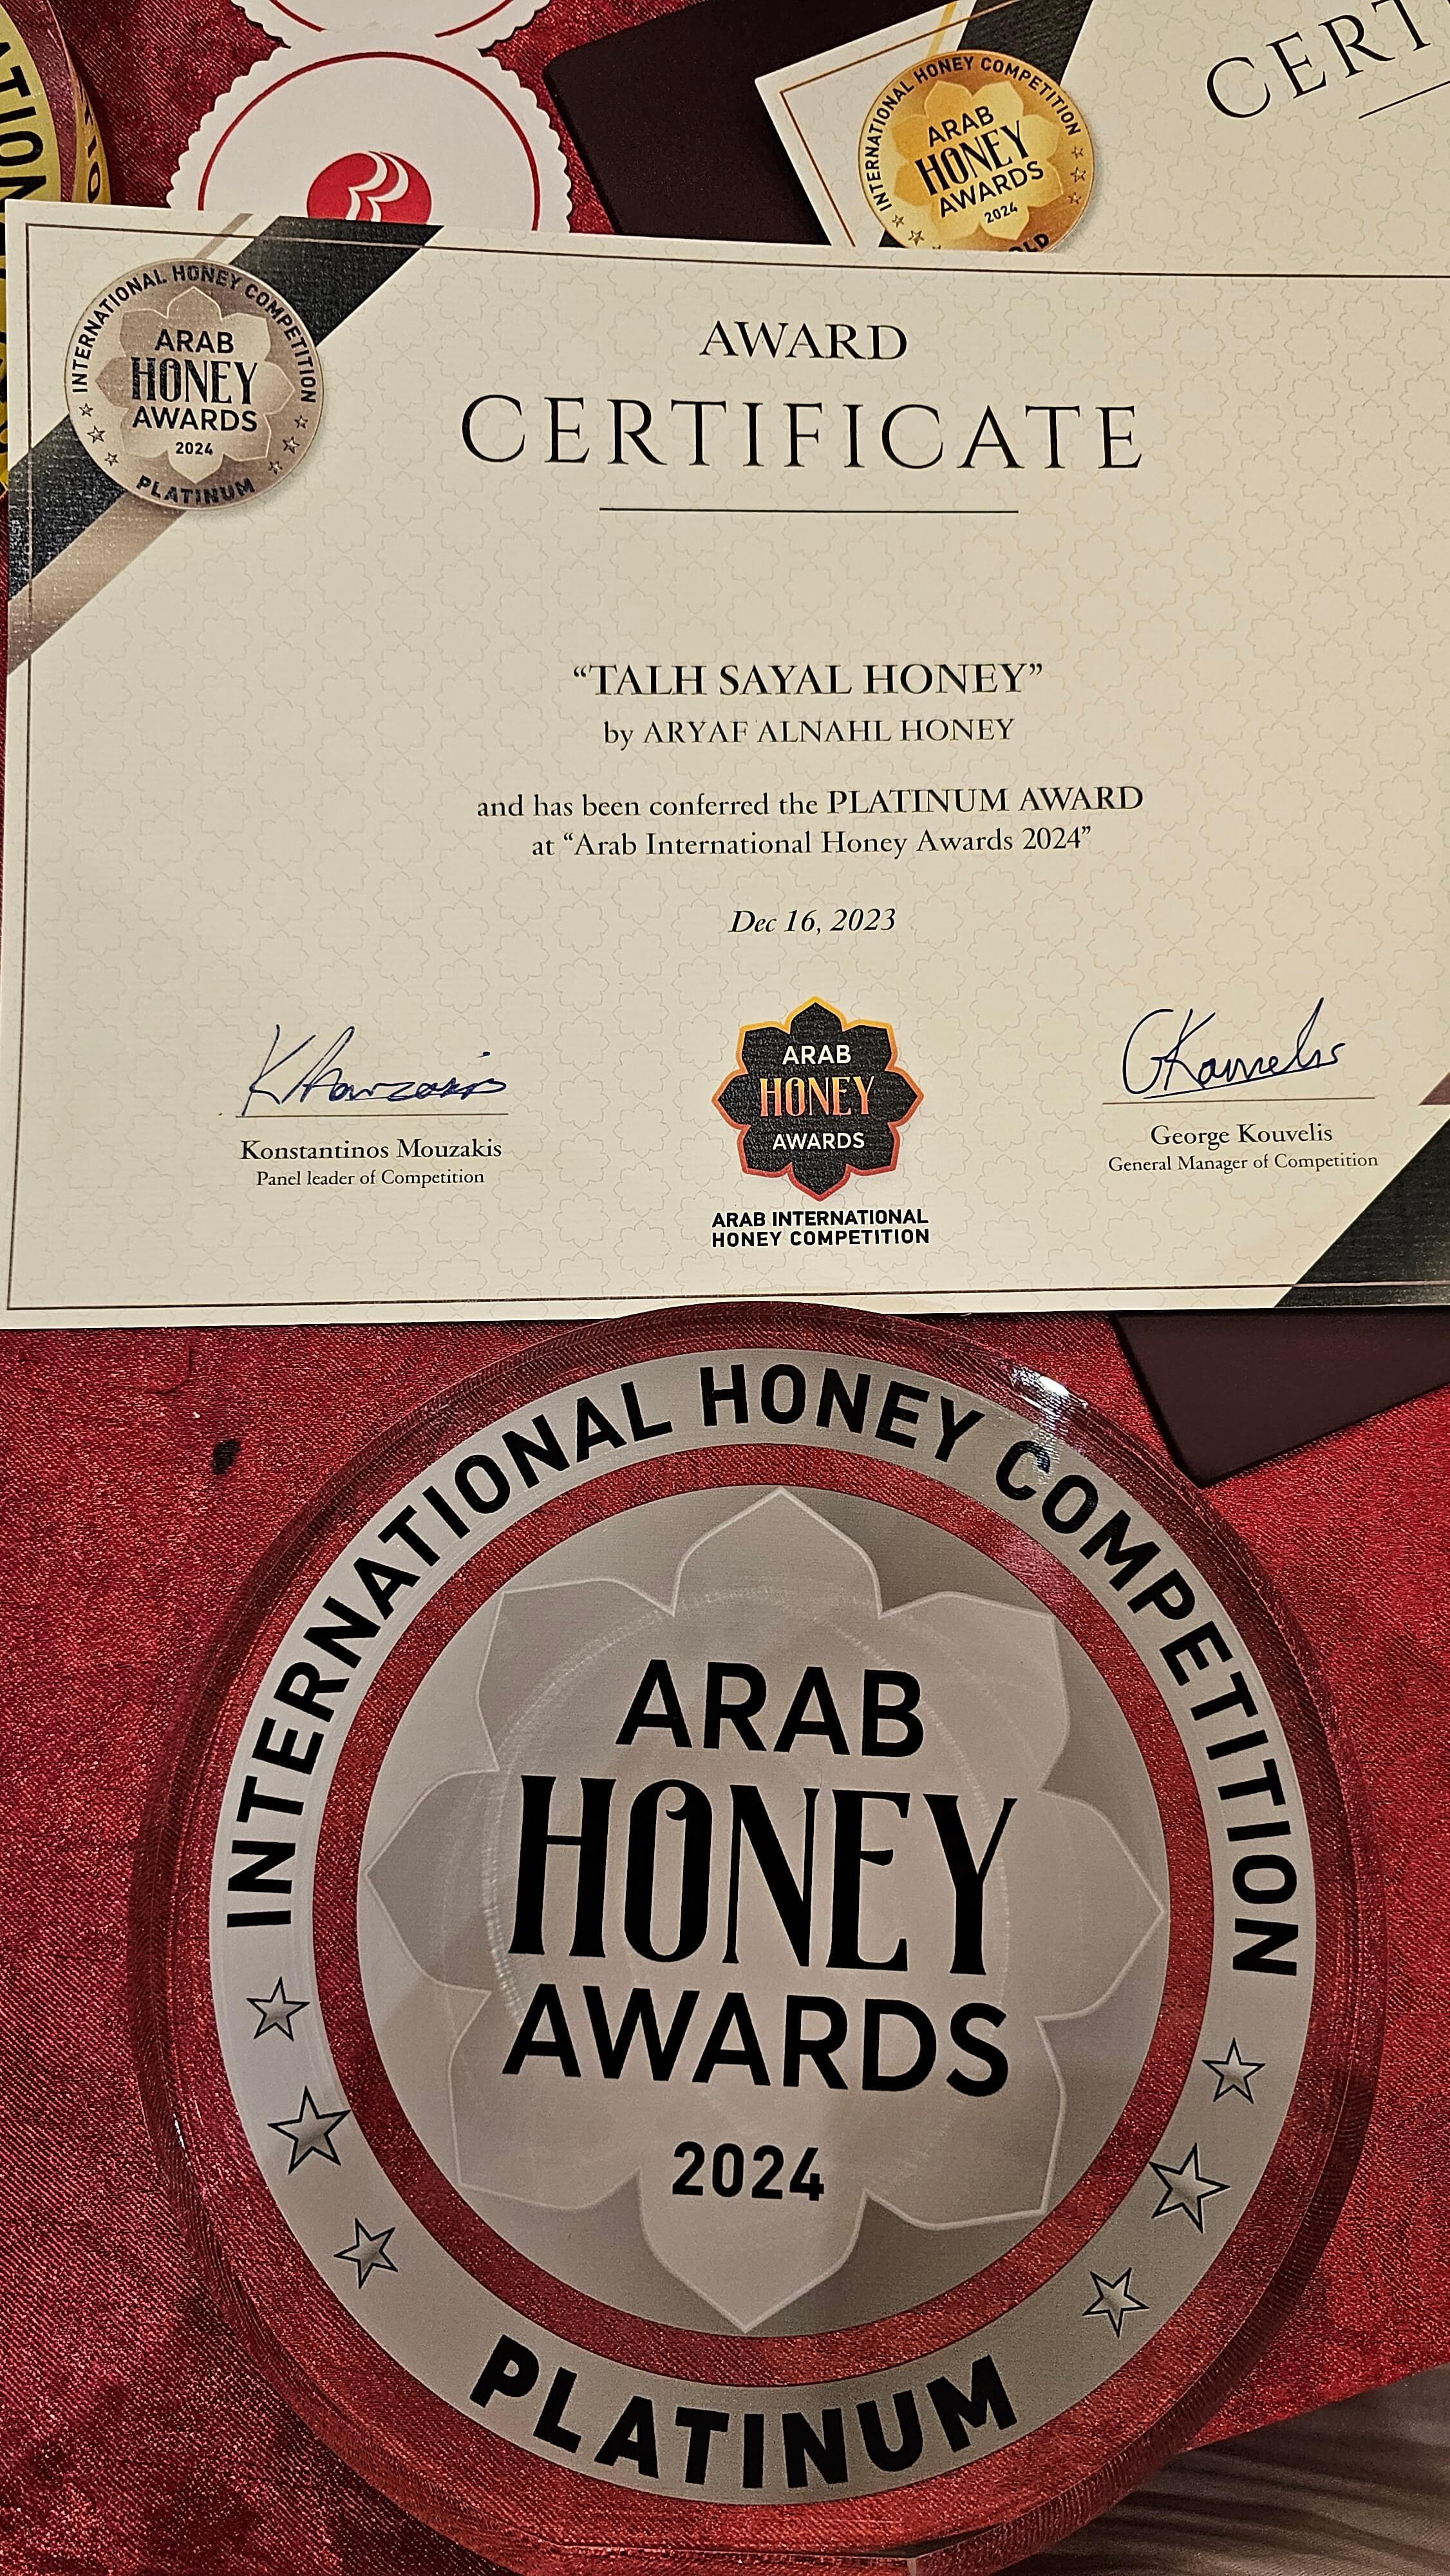 ATION
INTERNATIONAL HONEY COMPETITION
ARAB
HONEY
AWARDS
2024
CERT
INTERNATIONAL HONEY COMPETITION
ARAB
HONEY
AWARDS
2024
PLATINUM
AWARD
CERTIFICATE
“TALH SAYAL HONEY”
by ARYAF ALNAHL HONEY
and has been conferred the PLATINUM AWARD
at “Arab International Honey Awards 2024”
Dec 16, 2023
Konstantinos Mouzakis
Panel leader of Competition
ARAB
HONEY
AWARDS
ARAB INTERNATIONAL
HONEY COMPETITION
GKouvelis
George Kouvelis
General Manager of Competition
INTERNATIONAL HONEY COMPETITION
ARAB
HONEY
AWARDS
2024
PLATINUM